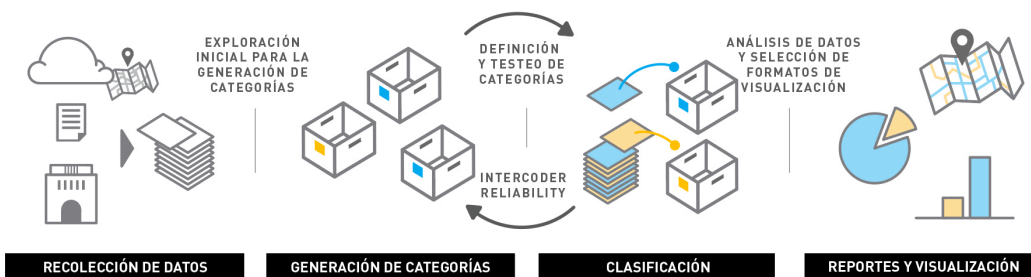 EXPLORACIÓN
INICIAL PARA LA
GENERACIÓN DE
CATEGORÍAS
DEFINICIÓN
Y TESTEO DE
CATEGORÍAS
INTERCODER
RELIABILITY
ANÁLISIS DE DATOS
Y SELECCIÓN DE
FORMATOS DE
VISUALIZACIÓN
RECOLECCIÓN DE DATOS
GENERACIÓN DE CATEGORÍAS
CLASIFICACIÓN
REPORTES Y VISUALIZACIÓN